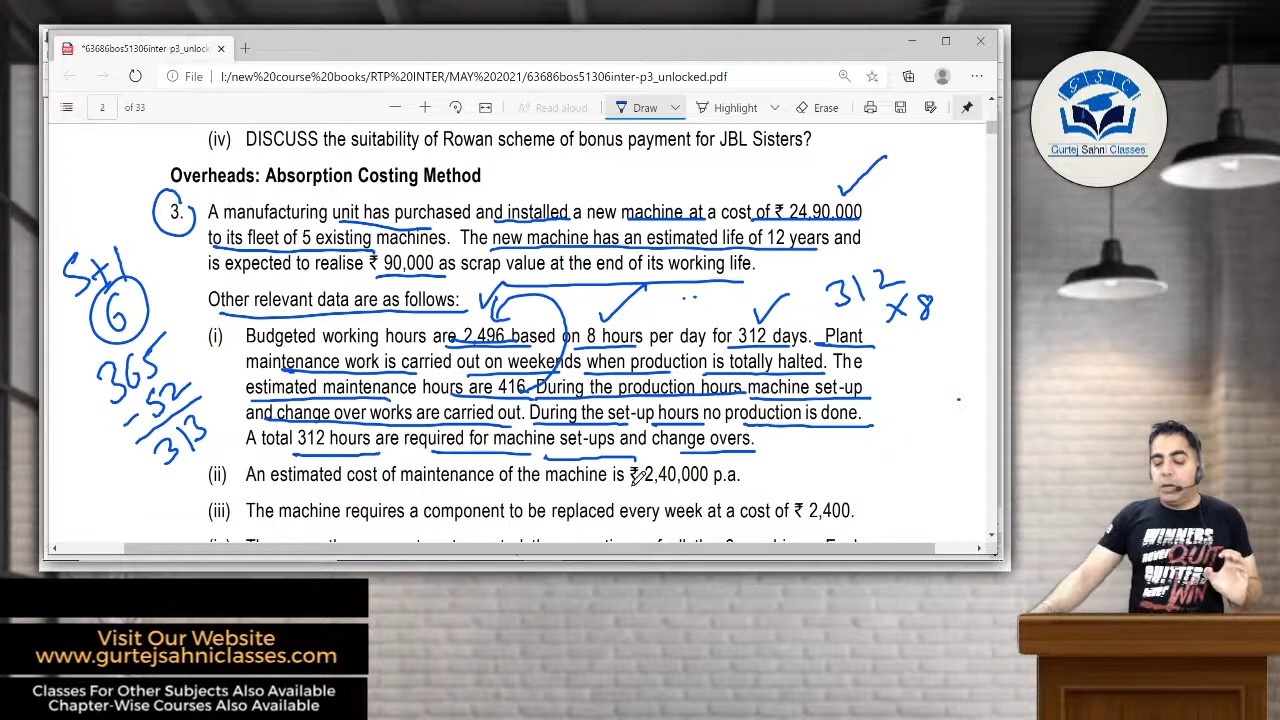 *63686bos51306inter-p3_unlock
File
I:/new%20course%20books/RTP%20INTER/MAY%202021/63686bos51306inter-p3_unlocked.pdf
2 of 33
Read aloud
Draw
Highlight
Erase
(iv) DISCUSS the suitability of Rowan scheme of bonus payment for JBL Sisters?
Overheads: Absorption Costing Method
3. A manufacturing unit has purchased and installed a new machine at a cost of ₹ 24,90,000
to its fleet of 5 existing machines. The new machine has an estimated life of 12 years and
is expected to realise ₹ 90,000 as scrap value at the end of its working life.
Other relevant data are as follows:
(i) Budgeted working hours are 2,496 based on 8 hours per day for 312 days. Plant
maintenance work is carried out on weekends when production is totally halted. The
estimated maintenance hours are 416. During the production hours machine set-up
and change over works are carried out. During the set-up hours no production is done.
A total 312 hours are required for machine set-ups and change overs.
(ii) An estimated cost of maintenance of the machine is ₹ 2,40,000 p.a.
(iii) The machine requires a component to be replaced every week at a cost of ₹ 2,400.
5+1
6
365
-52
313
312
×8
GSC
Gurtej Sahni Classes
WINNERS
never QUIT
QUITTERS
never WIN
Visit Our Website
www.gurtejsahniclasses.com
Classes For Other Subjects Also Available
Chapter-Wise Courses Also Available